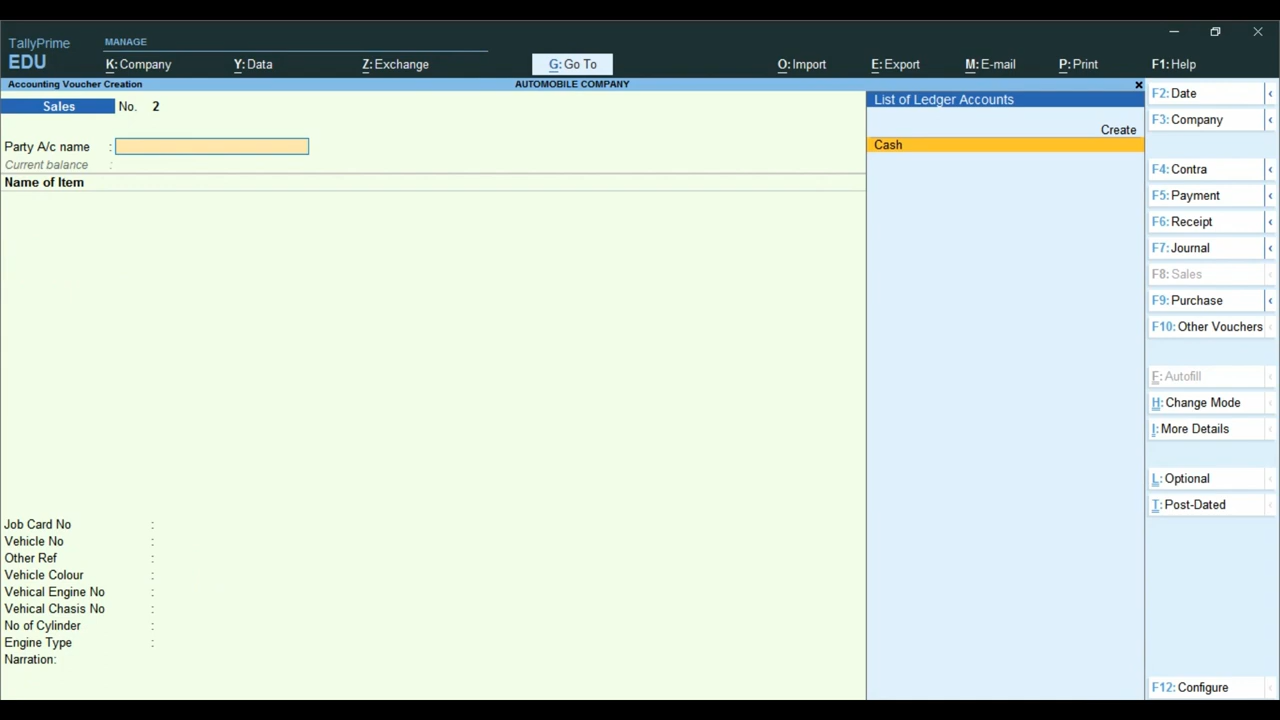 TallyPrime
EDU
MANAGE
K: Company
Y: Data
Z: Exchange
G: Go To
O: Import
E: Export
M: E-mail
P: Print
F1: Help
Accounting Voucher Creation
AUTOMOBILE COMPANY
Sales
No. 2
Party A/c name :
Current balance :
Name of Item
Job Card No :
Vehicle No :
Other Ref :
Vehicle Colour :
Vehical Engine No :
Vehical Chasis No :
No of Cylinder :
Engine Type :
Narration:
List of Ledger Accounts
Create
Cash
F2: Date
F3: Company
F4: Contra
F5: Payment
F6: Receipt
F7: Journal
F8: Sales
F9: Purchase
F10: Other Vouchers
E: Autofill
H: Change Mode
I: More Details
L: Optional
T: Post-Dated
F12: Configure